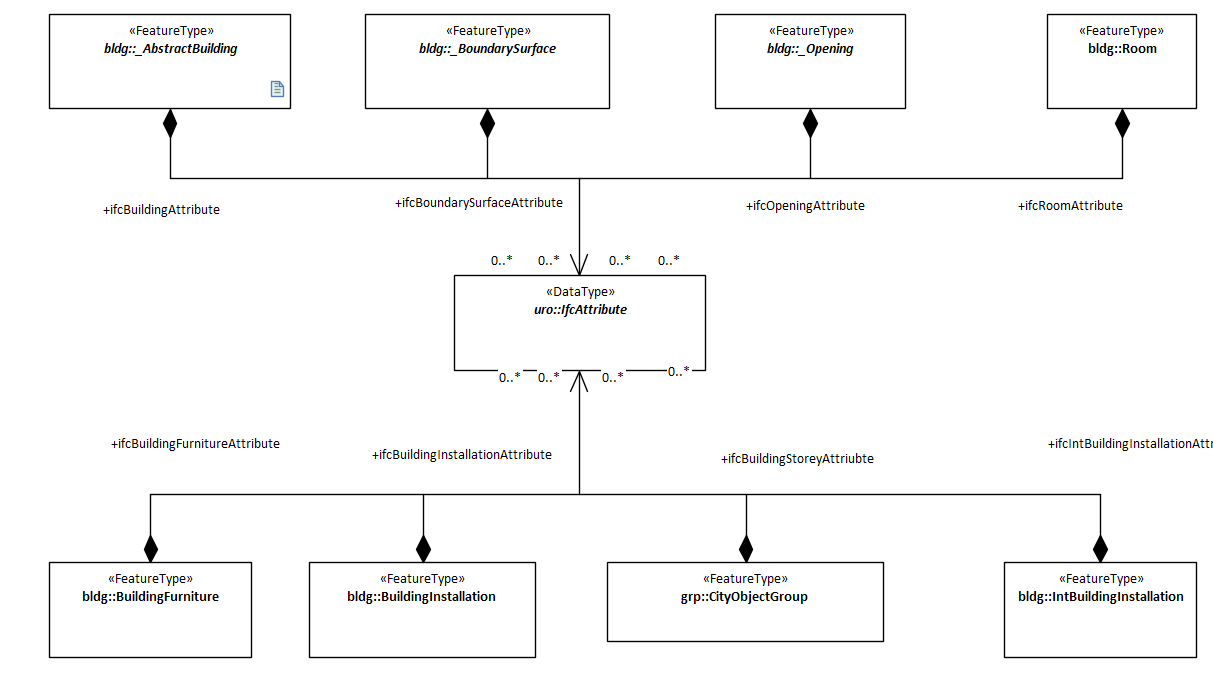 «FeatureType»
bldg::_AbstractBuilding
«FeatureType»
bldg::_BoundarySurface
«FeatureType»
bldg::_Opening
«FeatureType»
bldg::Room
+ifcBuildingAttribute
+ifcBoundarySurfaceAttribute
+ifcOpeningAttribute
+ifcRoomAttribute
0..*
0..*
0..*
0..*
«DataType»
uro::IfcAttribute
0..*
0..*
0..*
0..*
+ifcBuildingFurnitureAttribute
+ifcBuildingInstallationAttribute
+ifcBuildingStoreyAttriubte
+ifcIntBuildingInstallationAttr
«FeatureType»
bldg::BuildingFurniture
«FeatureType»
bldg::BuildingInstallation
«FeatureType»
grp::CityObjectGroup
«FeatureType»
bldg::IntBuildingInstallation